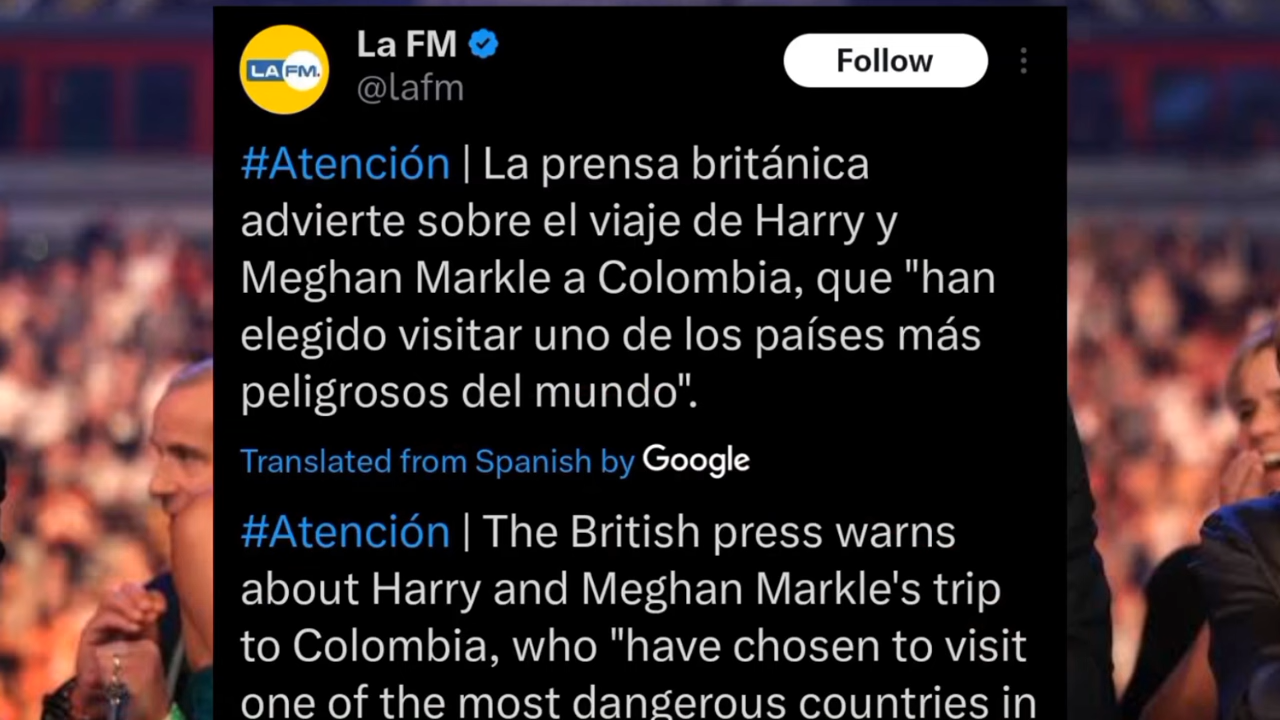 LA FM.
La FM
@lafm
Follow
#Atención | La prensa británica
advierte sobre el viaje de Harry y
Meghan Markle a Colombia, que "han
elegido visitar uno de los países más
peligrosos del mundo".
Translated from Spanish by Google
#Atención | The British press warns
about Harry and Meghan Markle's trip
to Colombia, who "have chosen to visit
one of the most dangerous countries in